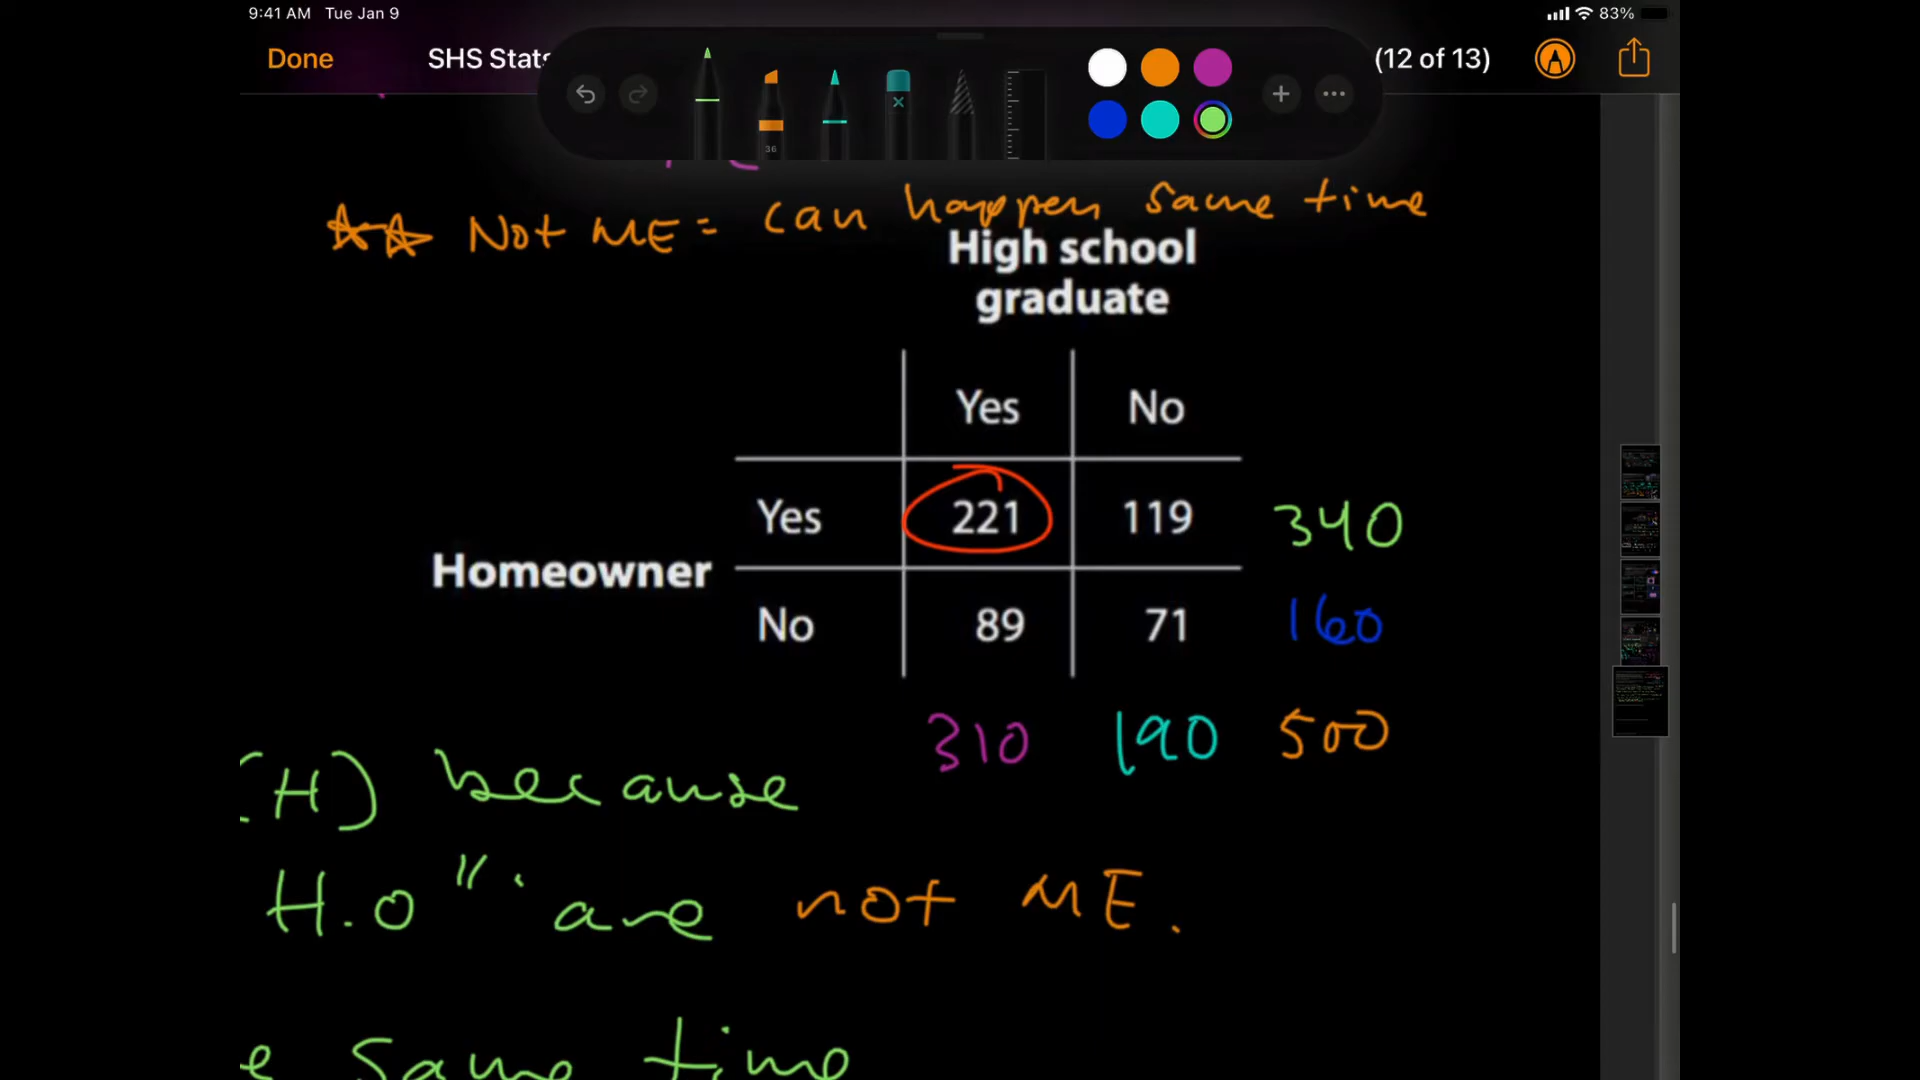 9:41 AM Tue Jan 9 83%
Done SHS Stats (12 of 13)
36
Not ME = can happen same time
High school
graduate
Yes No
Yes 221 119 340
Homeowner
No 89 71 160
310 190 500
(H) because
H.O" are not ME.
same time